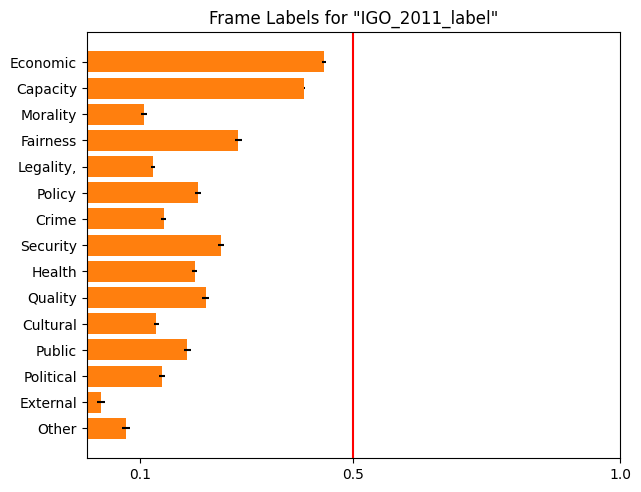 Frame Labels for "IGO_2011_label"
Economic
Capacity
Morality
Fairness
Legality,
Policy
Crime
Security
Health
Quality
Cultural
Public
Political
External
Other
0.1 0.5 1.0